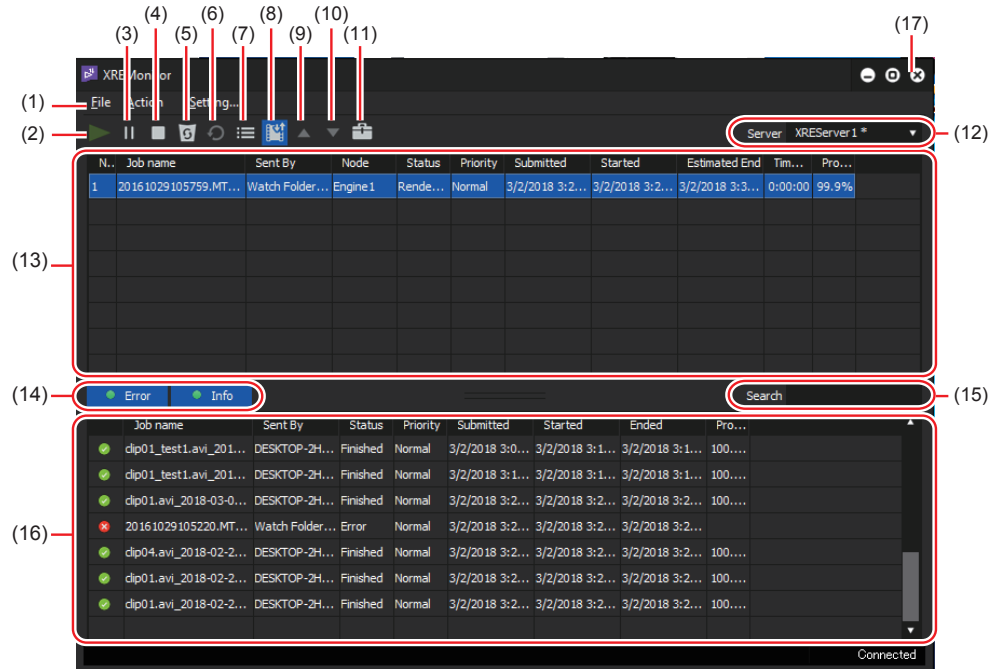 (4) (6) (8) (10) (17)
(3) (5) (7) (9) (11)
XREMonitor
(1) File Action Setting...
(2) Server XREServer1 * (12)
N.. Job name Sent By Node Status Priority Submitted Started Estimated End Tim... Pro...
1 20161029105759.MT... Watch Folder... Engine1 Rende... Normal 3/2/2018 3:2... 3/2/2018 3:2... 3/2/2018 3:3... 0:00:00 99.9%
(13)
(14) Error Info Search (15)
Job name Sent By Status Priority Submitted Started Ended Pro...
clip01_test1.avi_201... DESKTOP-2H... Finished Normal 3/2/2018 3:0... 3/2/2018 3:1... 3/2/2018 3:1... 100....
clip01_test1.avi_201... DESKTOP-2H... Finished Normal 3/2/2018 3:1... 3/2/2018 3:1... 3/2/2018 3:1... 100....
clip01.avi_2018-03-0... DESKTOP-2H... Finished Normal 3/2/2018 3:2... 3/2/2018 3:2... 3/2/2018 3:2... 100....
(16) 20161029105220.MT... Watch Folder... Error Normal 3/2/2018 3:2... 3/2/2018 3:2... 3/2/2018 3:2...
clip04.avi_2018-02-2... DESKTOP-2H... Finished Normal 3/2/2018 3:2... 3/2/2018 3:2... 3/2/2018 3:2... 100....
clip01.avi_2018-02-2... DESKTOP-2H... Finished Normal 3/2/2018 3:2... 3/2/2018 3:2... 3/2/2018 3:2... 100....
clip01.avi_2018-02-2... DESKTOP-2H... Finished Normal 3/2/2018 3:2... 3/2/2018 3:2... 3/2/2018 3:2... 100....
Connected